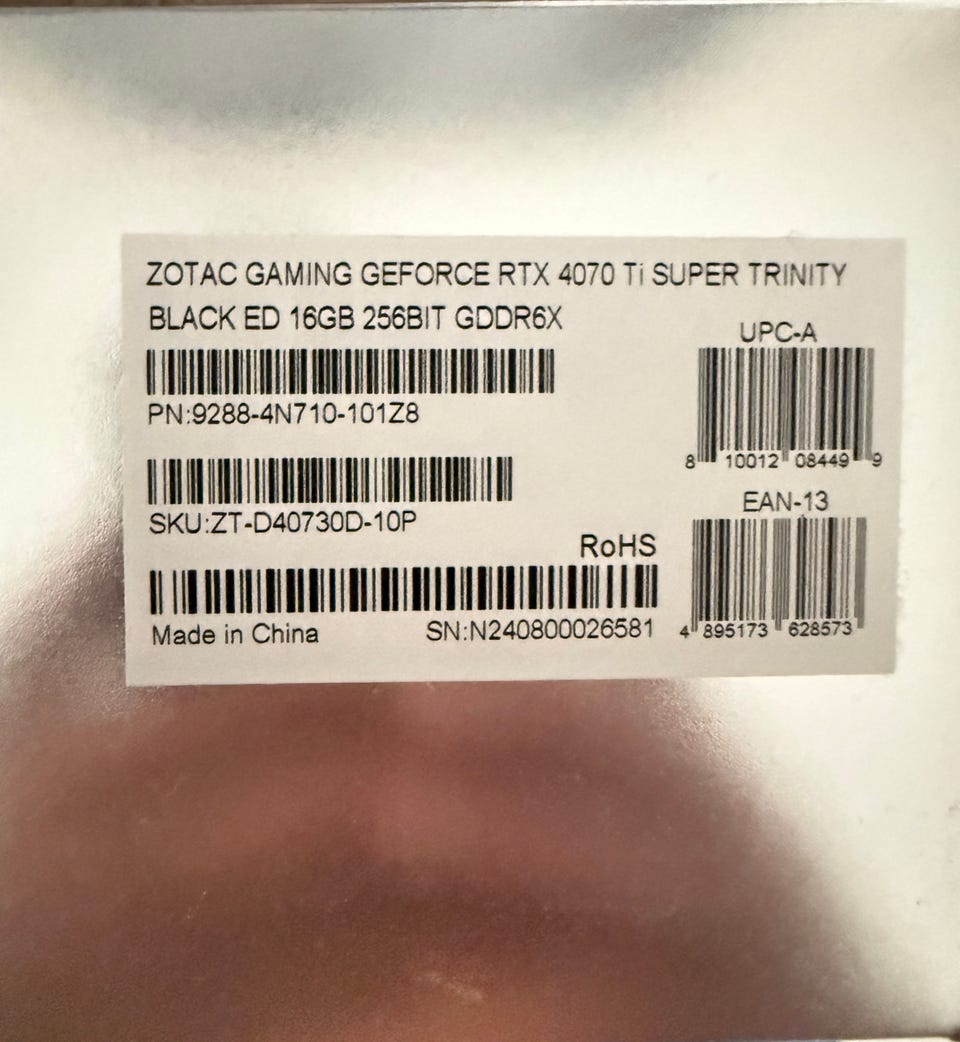 ZOTAC GAMING GEFORCE RTX 4070 Ti SUPER TRINITY
BLACK ED 16GB 256BIT GDDR6X
PN:9288-4N710-101Z8
SKU:ZT-D40730D-10P
RoHS
Made in China
SN:N240800026581
UPC-A
8 10012 08449 9
EAN-13
4 895173 628573